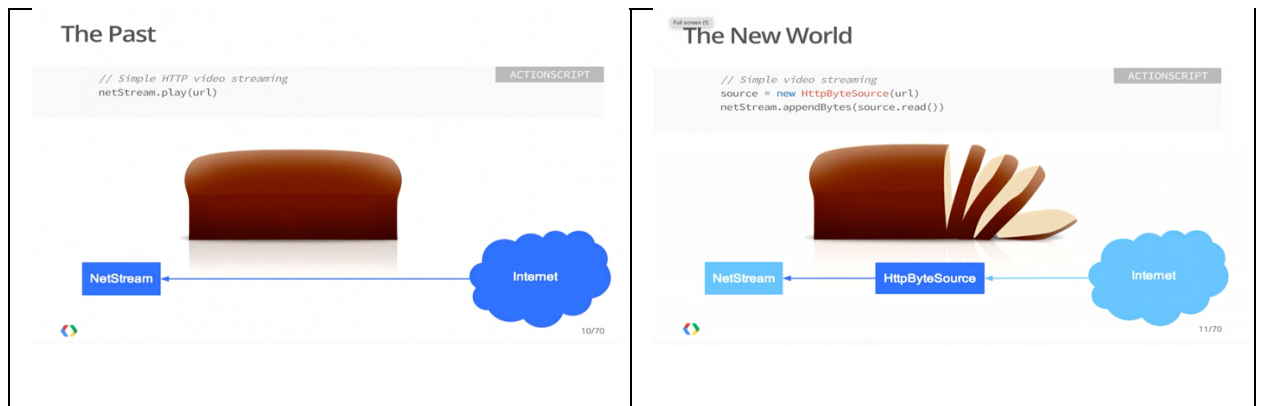 The Past
ACTIONSCRIPT
// Simple HTTP video streaming
netStream.play(url)
NetStream
Internet
10/70
Full screen (f)
The New World
ACTIONSCRIPT
// Simple video streaming
source = new HttpByteSource(url)
netStream.appendBytes(source.read())
NetStream
HttpByteSource
Internet
11/70